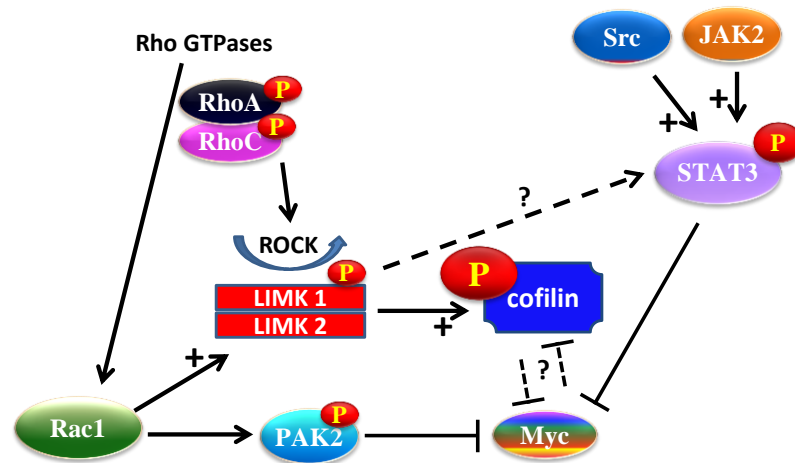 Rho GTPases
Src
JAK2
RhoA
P
RhoC
P
+
+
P
STAT3
?
ROCK
P
P
LIMK 1
cofilin
LIMK 2
+
+
?
P
Rac1
PAK2
Myc